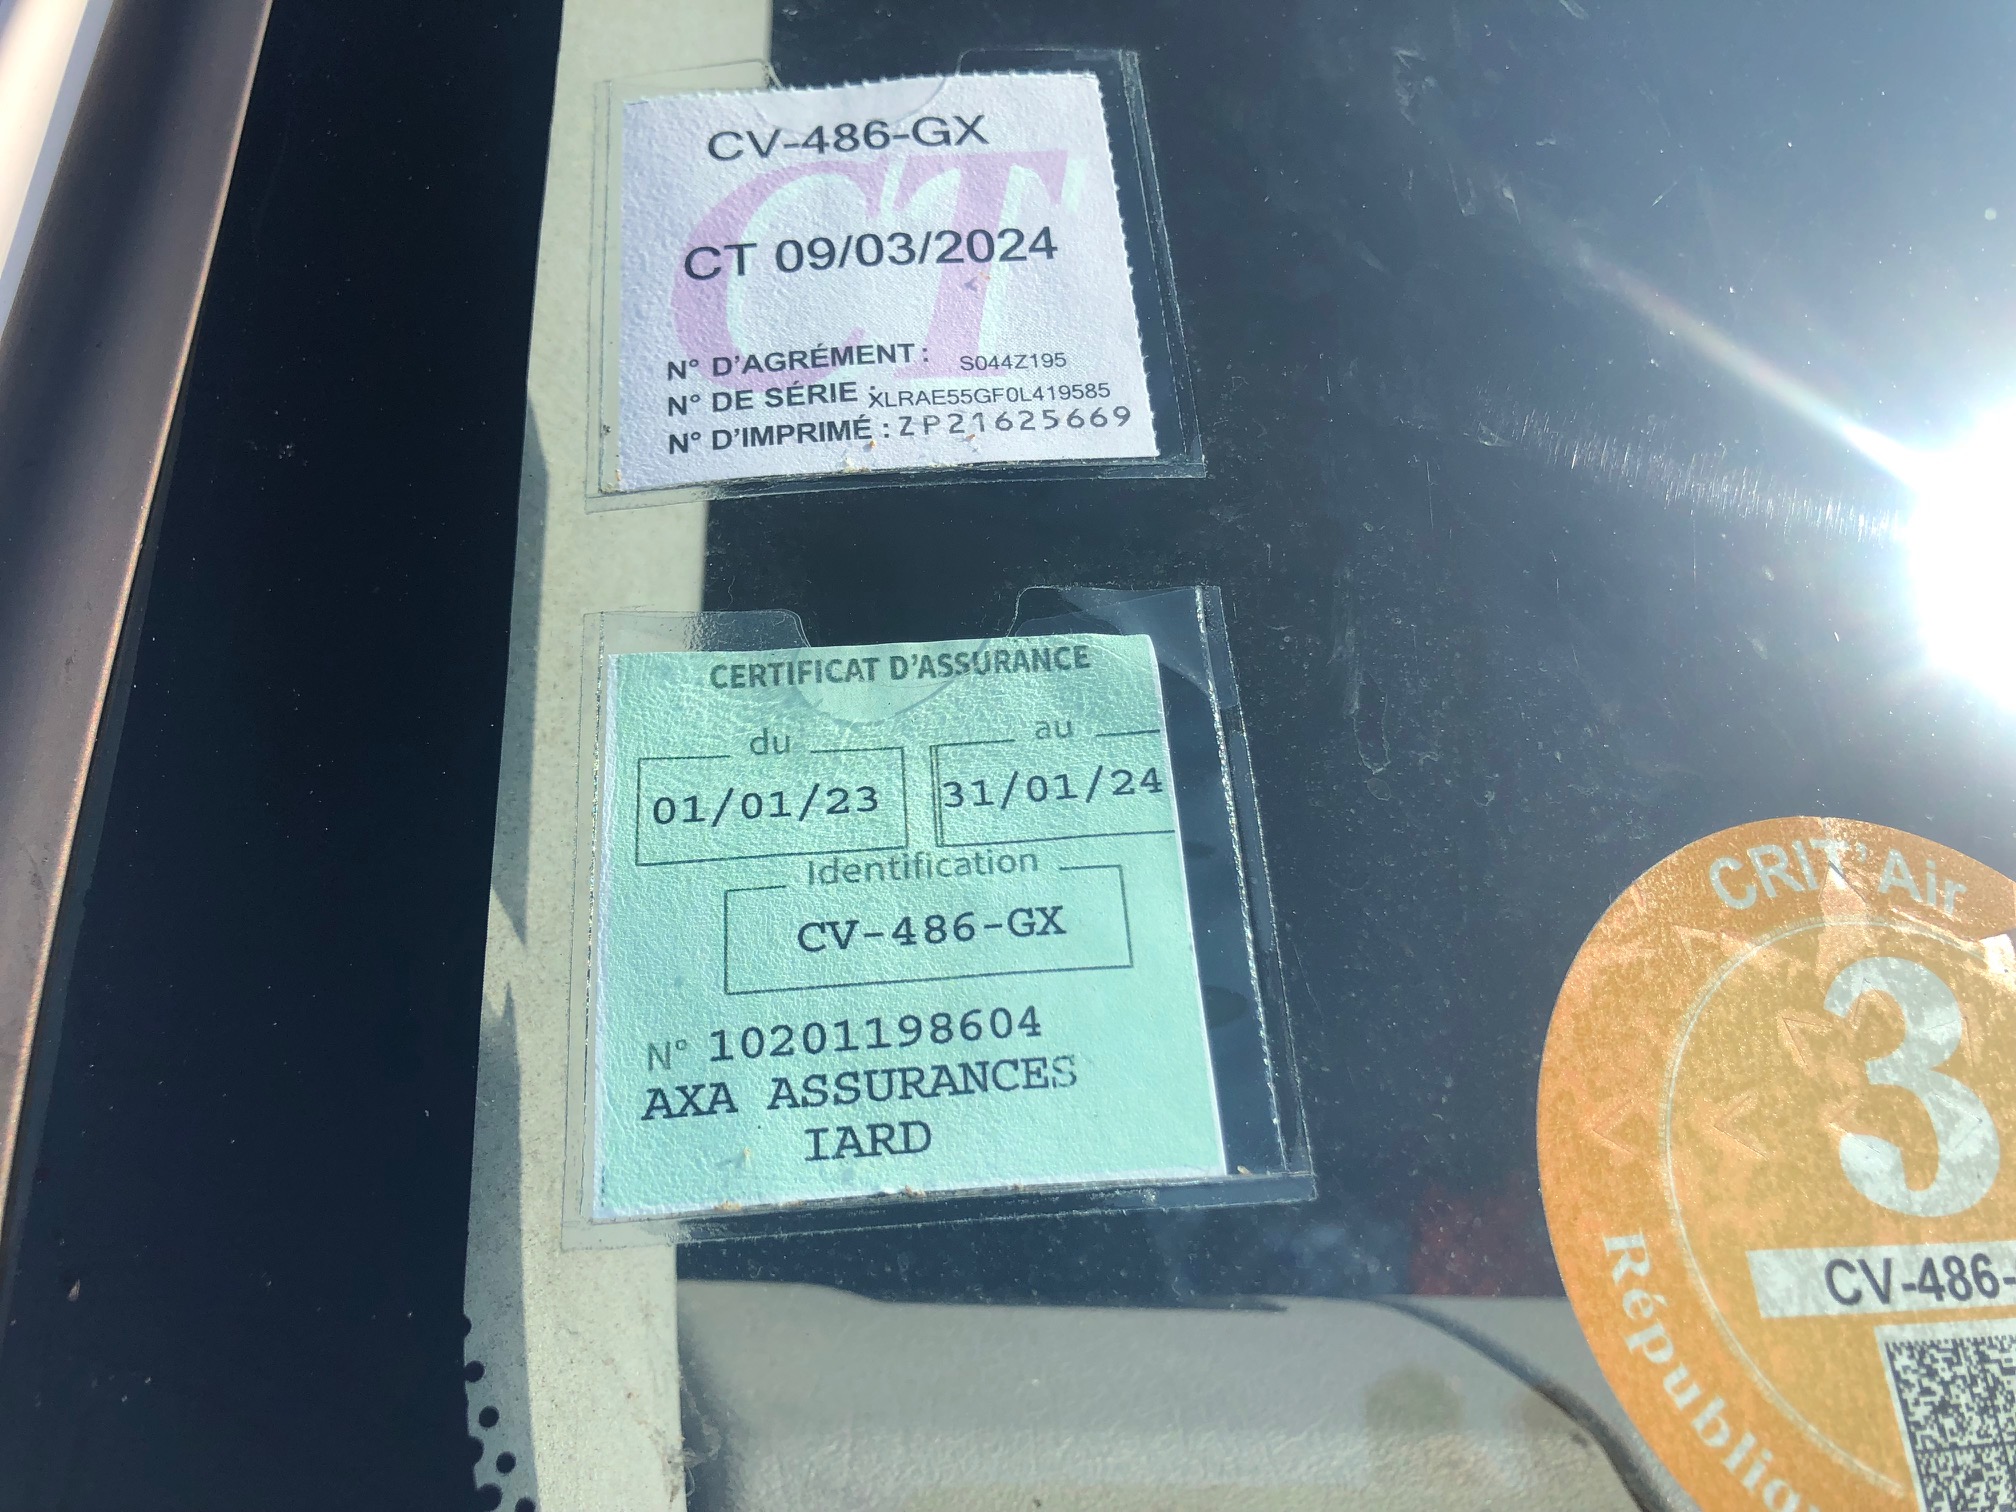 CV-486-GX
CT
CT 09/03/2024
N° D'AGRÉMENT : S044Z195
N° DE SÉRIE : XLRAE55GF0L419585
N° D'IMPRIMÉ : ZP21625669
CERTIFICAT D'ASSURANCE
du au
01/01/23 31/01/24
Identification
CV-486-GX
N° 10201198604
AXA ASSURANCES
IARD
CRIT'Air
3
CV-486-
République